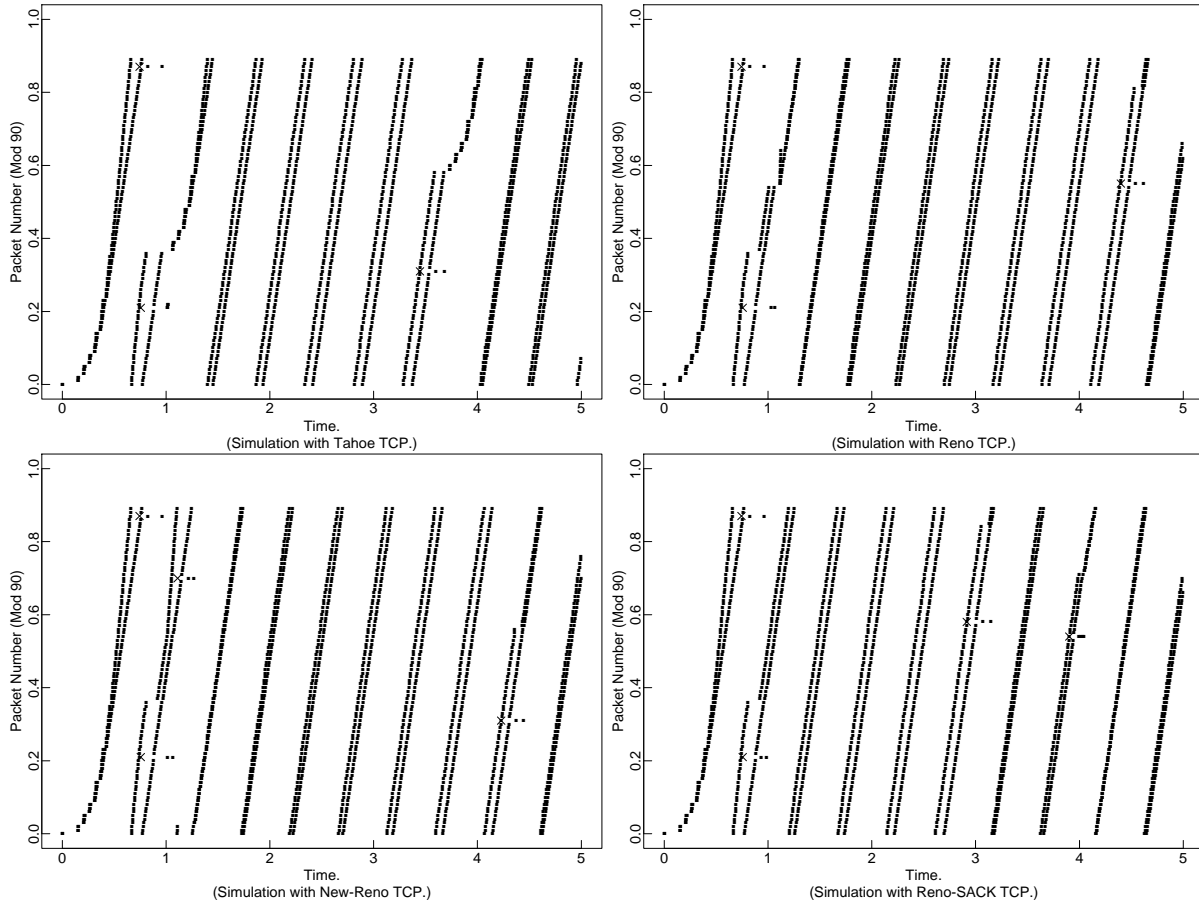 Packet Number (Mod 90)
0.0 0.2 0.4 0.6 0.8 1.0
0 1 2 3 4 5
Time.
(Simulation with Tahoe TCP.)
Packet Number (Mod 90)
0.0 0.2 0.4 0.6 0.8 1.0
0 1 2 3 4 5
Time.
(Simulation with Reno TCP.)
Packet Number (Mod 90)
0.0 0.2 0.4 0.6 0.8 1.0
0 1 2 3 4 5
Time.
(Simulation with New-Reno TCP.)
Packet Number (Mod 90)
0.0 0.2 0.4 0.6 0.8 1.0
0 1 2 3 4 5
Time.
(Simulation with Reno-SACK TCP.)